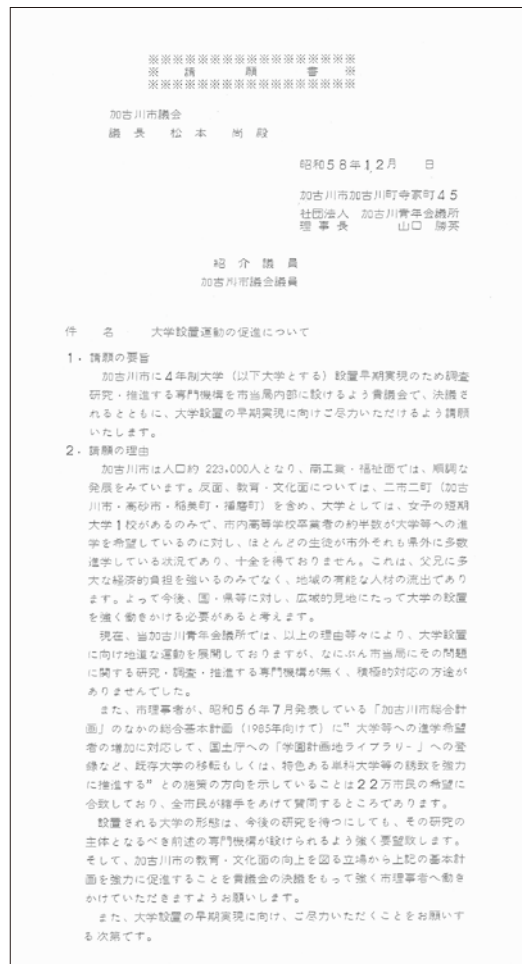 ※※※※※※※※※※※※※※※※※
※　請　　願　　書　※
※※※※※※※※※※※※※※※※※
加古川市議会
議　長　　松　本　　尚　殿
昭和５８年１２月　　日
加古川市加古川町寺家町４５
社団法人　加古川青年会議所
理　事　長　　　山口　勝英
紹　介　議　員
加古川市議会議員
件　　名　　大学設置運動の促進について
１．請願の要旨
加古川市に４年制大学（以下大学とする）設置早期実現のため調査
研究・推進する専門機構を市当局内部に設けるよう貴議会で、決議さ
れるとともに、大学設置の早期実現に向けご尽力いただけるよう請願
いたします。
２．請願の理由
加古川市は人口約 223,000人となり、商工業・福祉面では、順調な
発展をみています。反面、教育・文化面については、二市二町（加古
川市・高砂市・稲美町・播磨町）を含め、大学としては、女子の短期
大学１校があるのみで、市内高等学校卒業者の約半数が大学等への進
学を希望しているのに対し、ほとんどの生徒が市外それも県外に多数
進学している状況であり、十全を得ておりません。これは、父兄に多
大な経済的負担を強いるのみでなく、地域の有能な人材の流出であり
ます。よって今後、国・県等に対し、広域的見地にたって大学の設置
を強く働きかける必要があると考えます。
現在、当加古川青年会議所では、以上の理由等々により、大学設置
に向け地道な運動を展開しておりますが、なにぶん市当局にその問題
に関する研究・調査・推進する専門機構が無く、積極的対応の方途が
ありませんでした。
また、市理事者が、昭和５６年７月発表している「加古川市総合計
画」のなかの総合基本計画（1985年向けて）に”大学等への進学希望
者の増加に対応して、国土庁への「学園計画地ライブラリ－」への登
録など、既存大学の移転もしくは、特色ある単科大学等の誘致を強力
に推進する”との施策の方向を示していることは２２万市民の希望に
合致しており、全市民が諸手をあげて賛同するところであります。
設置される大学の形態は、今後の研究を待つにしても、その研究の
主体となるべき前述の専門機構が設けられるよう強く要望致します。
そして、加古川市の教育・文化面の向上を図る立場から上記の基本計
画を強力に促進することを貴議会の決議をもって強く市理事者へ働き
かけていただきますようお願いします。
また、大学設置の早期実現に向け、ご尽力いただくことをお願いす
る次第です。